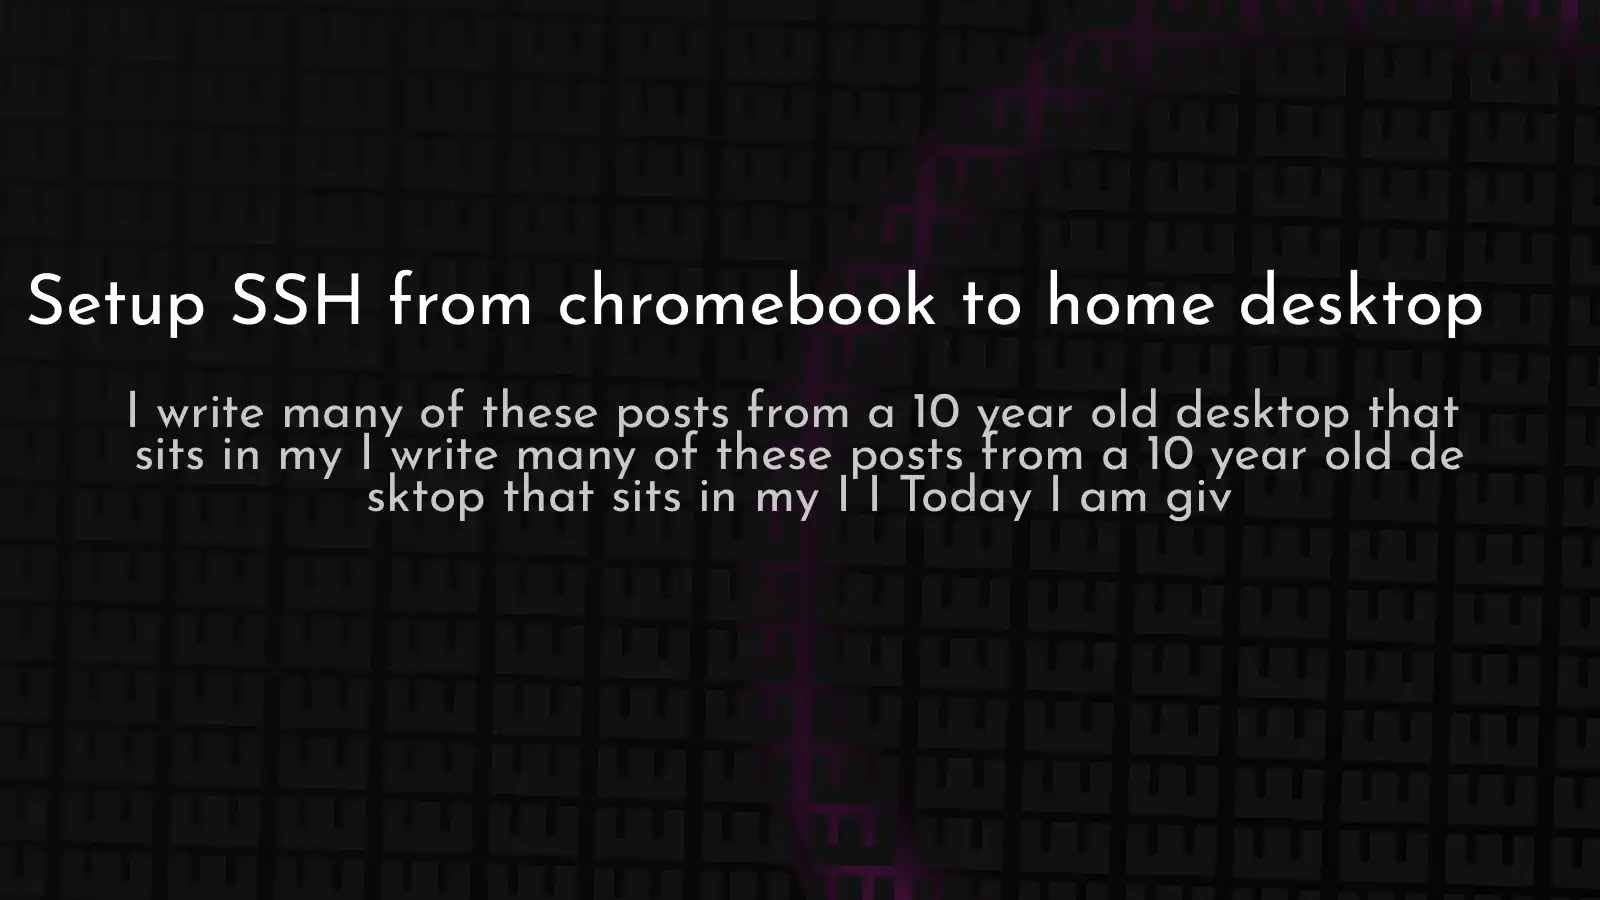 Setup SSH from chromebook to home desktop
I write many of these posts from a 10 year old desktop that
sits in my I write many of these posts from a 10 year old de
sktop that sits in my I I Today I am giv